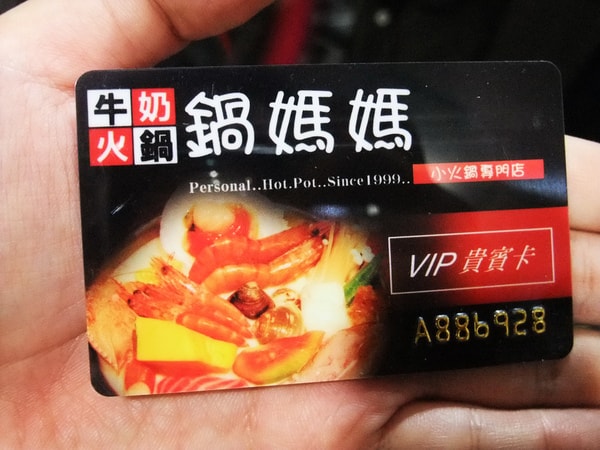 牛奶
火鍋
鍋媽媽
Personal..Hot.Pot..Since1999..
小火鍋專門店
VIP 貴賓卡
A886928